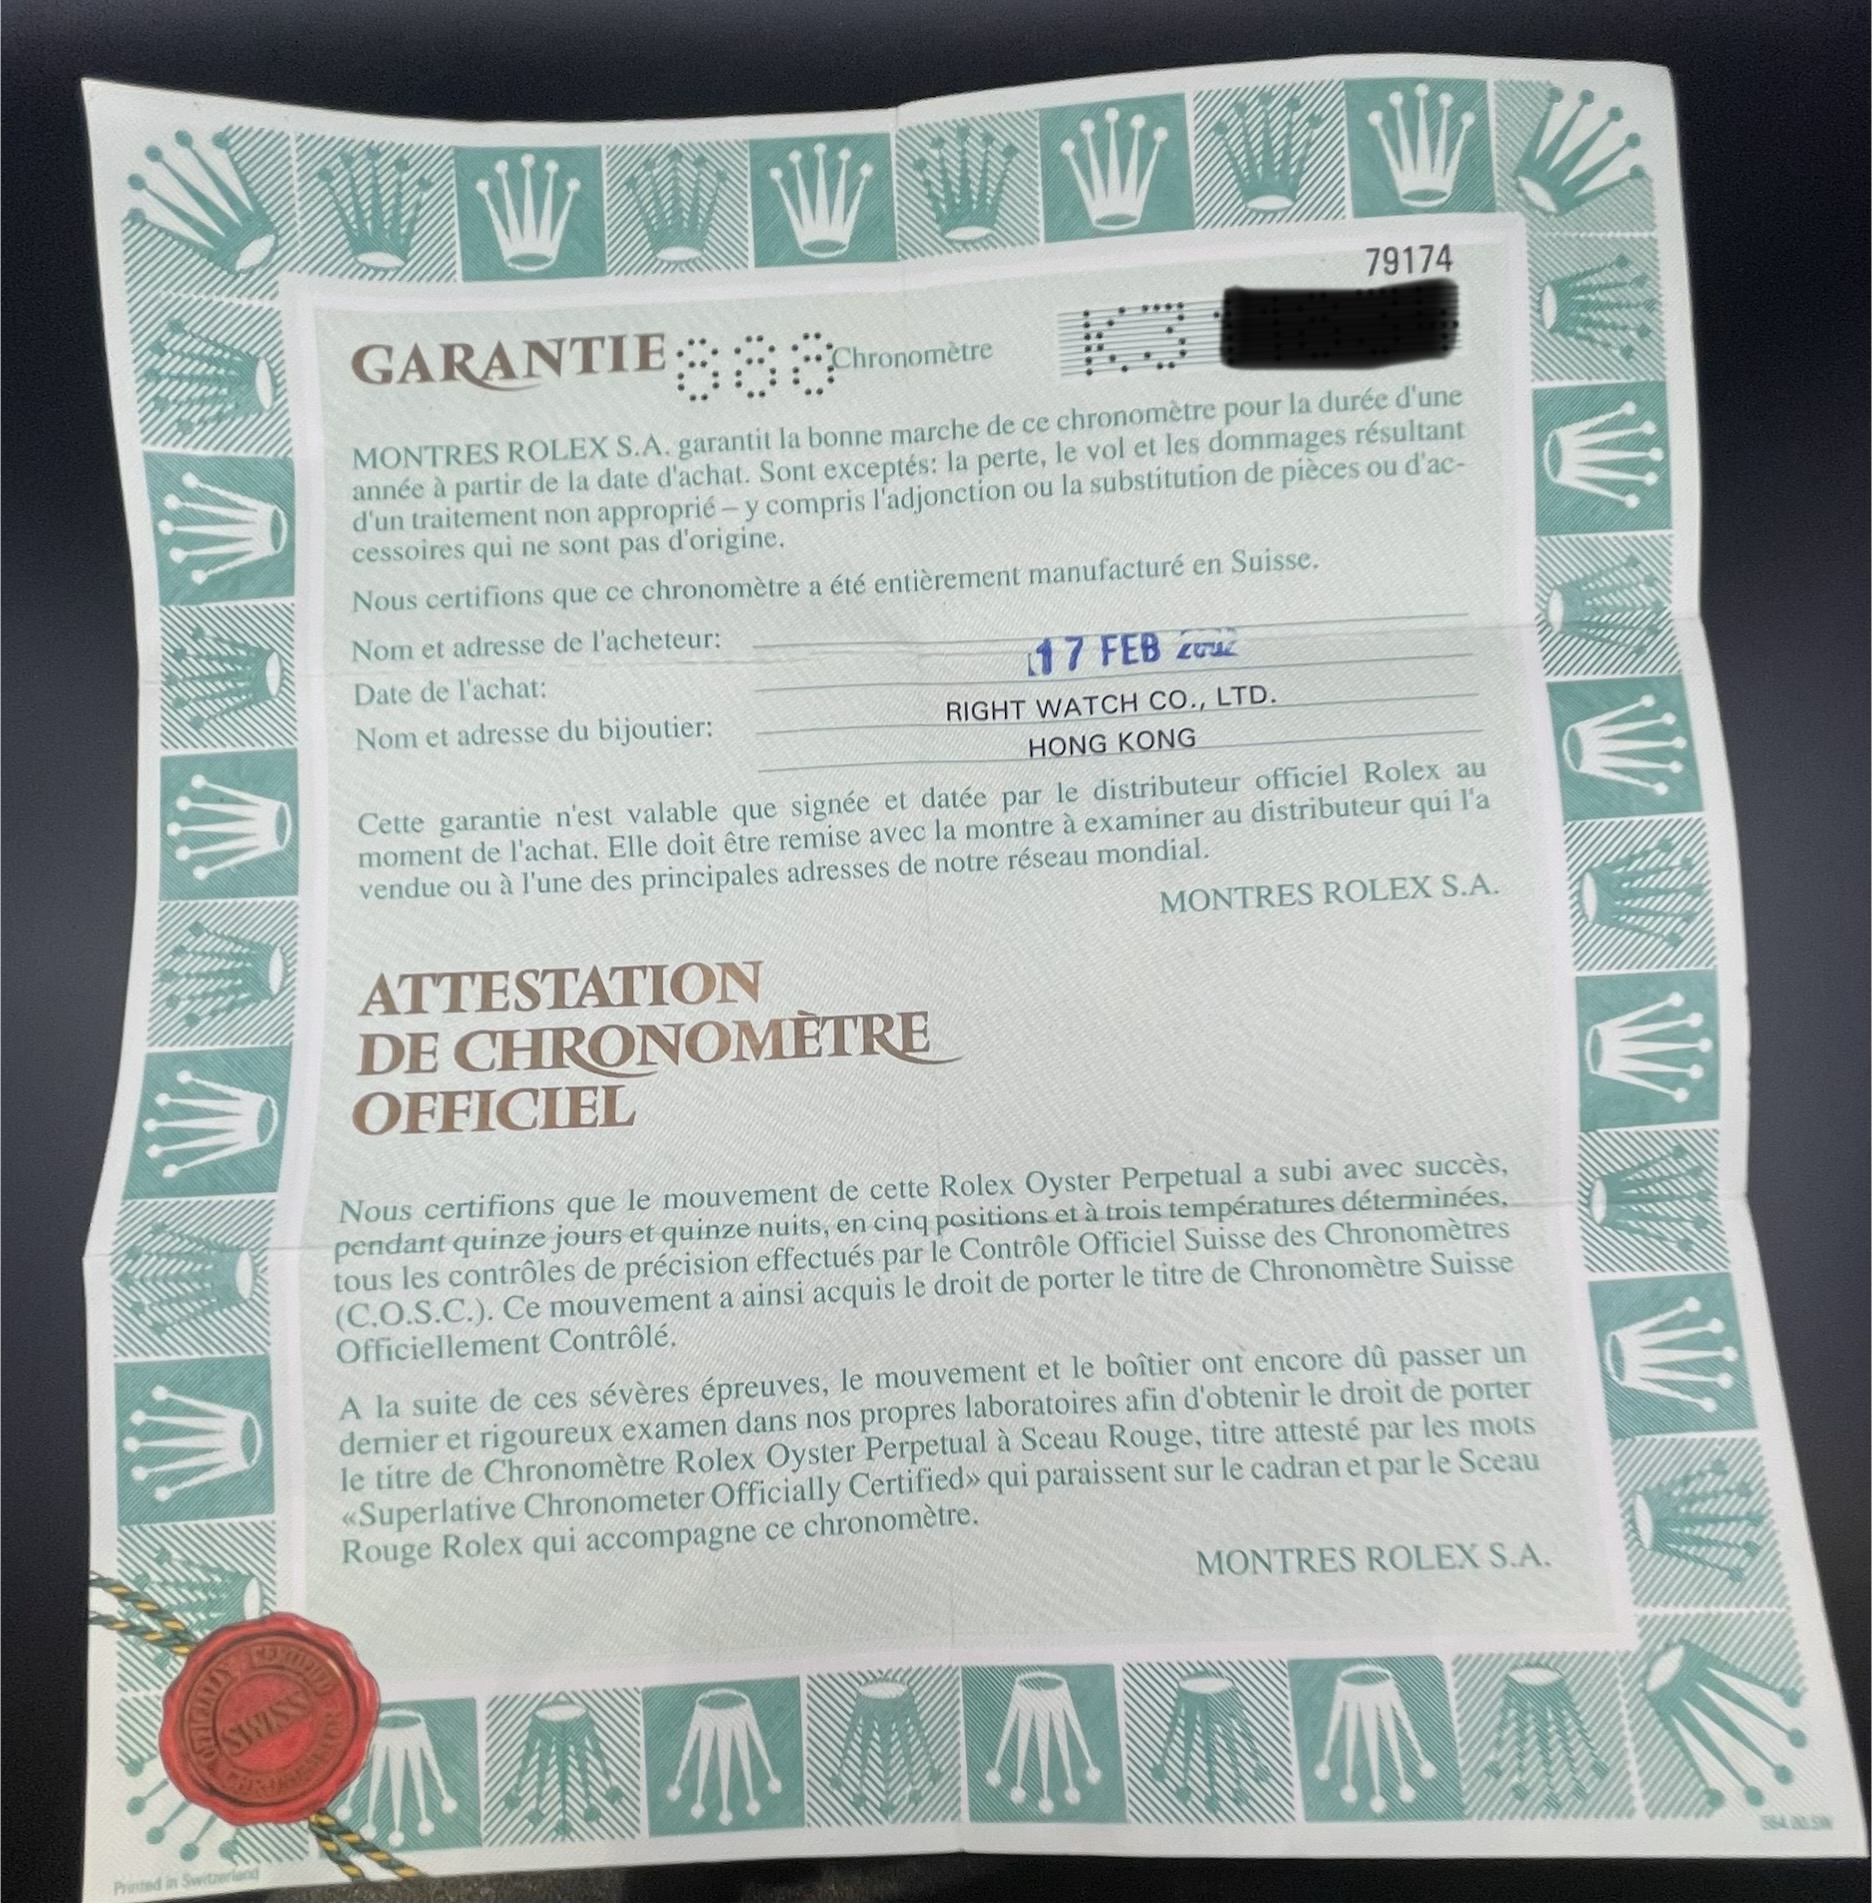 79174
GARANTIE 888 Chronomètre K3
MONTRES ROLEX S.A. garantit la bonne marche de ce chronomètre pour la durée d'une
année à partir de la date d'achat. Sont exceptés: la perte, le vol et les dommages résultant
d'un traitement non approprié – y compris l'adjonction ou la substitution de pièces ou d'ac-
cessoires qui ne sont pas d'origine.
Nous certifions que ce chronomètre a été entièrement manufacturé en Suisse.
Nom et adresse de l'acheteur:
Date de l'achat: 17 FEB 2002
Nom et adresse du bijoutier: RIGHT WATCH CO., LTD.
HONG KONG
Cette garantie n'est valable que signée et datée par le distributeur officiel Rolex au
moment de l'achat. Elle doit être remise avec la montre à examiner au distributeur qui l'a
vendue ou à l'une des principales adresses de notre réseau mondial.
MONTRES ROLEX S.A.
ATTESTATION
DE CHRONOMÈTRE
OFFICIEL
Nous certifions que le mouvement de cette Rolex Oyster Perpetual a subi avec succès,
pendant quinze jours et quinze nuits, en cinq positions et à trois températures déterminées,
tous les contrôles de précision effectués par le Contrôle Officiel Suisse des Chronomètres
(C.O.S.C.). Ce mouvement a ainsi acquis le droit de porter le titre de Chronomètre Suisse
Officiellement Contrôlé.
A la suite de ces sévères épreuves, le mouvement et le boîtier ont encore dû passer un
dernier et rigoureux examen dans nos propres laboratoires afin d'obtenir le droit de porter
le titre de Chronomètre Rolex Oyster Perpetual à Sceau Rouge, titre attesté par les mots
«Superlative Chronometer Officially Certified» qui paraissent sur le cadran et par le Sceau
Rouge Rolex qui accompagne ce chronomètre.
MONTRES ROLEX S.A.
OFFICIALLY CERTIFIED
SWISS
CHRONOMETER
Printed in Switzerland